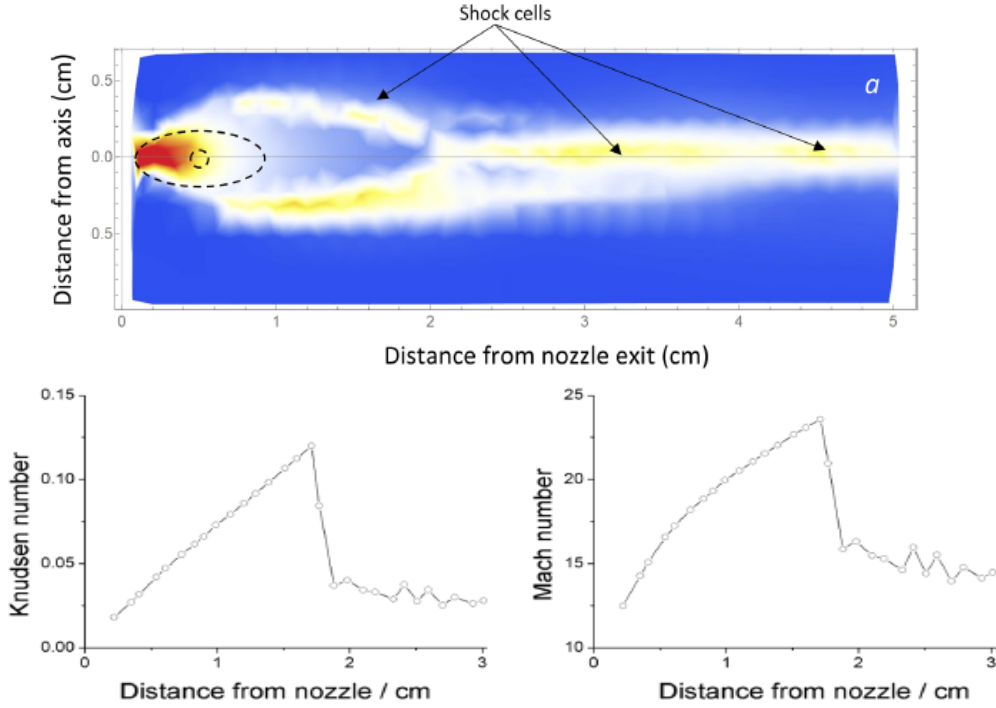 Shock cells
a
Distance from axis (cm)
0.5
0.0
0.5
0 1 2 3 4 5
Distance from nozzle exit (cm)
Knudsen number
0.15
0.10
0.05
0.00
0 1 2 3
Distance from nozzle / cm
Mach number
25
20
15
10
0 1 2 3
Distance from nozzle / cm